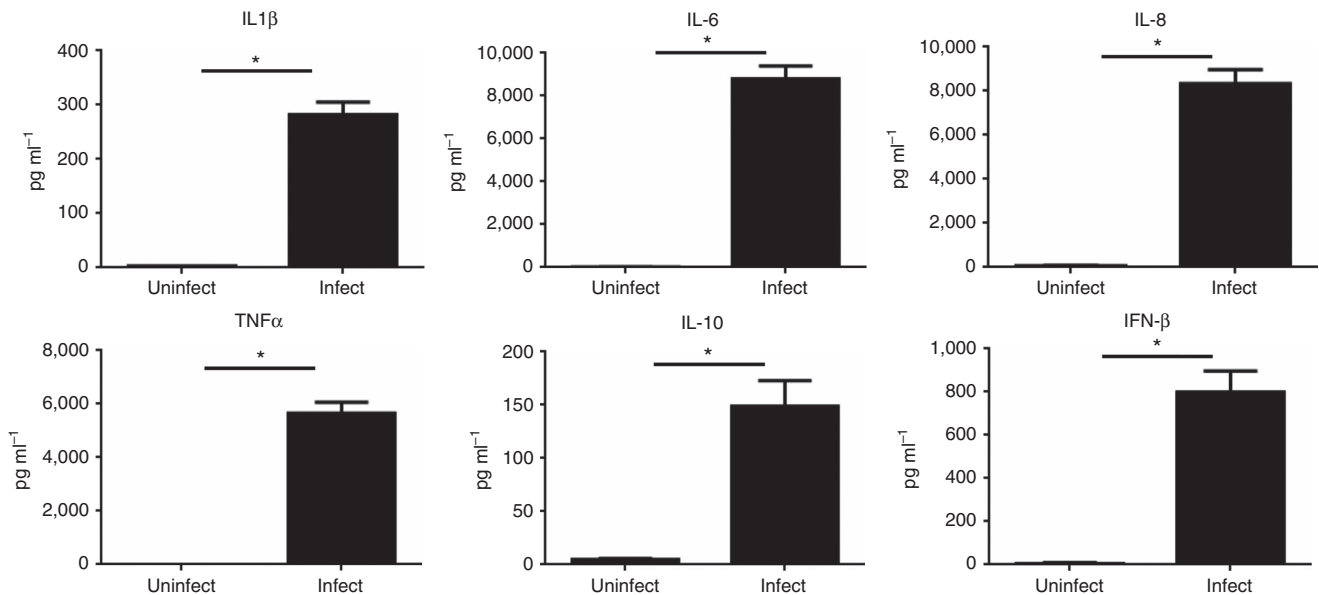 IL1β
400
300
200
100
0
pg ml⁻¹
*
Uninfect Infect
IL-6
10,000
8,000
6,000
4,000
2,000
0
pg ml⁻¹
*
Uninfect Infect
IL-8
10,000
8,000
6,000
4,000
2,000
0
pg ml⁻¹
*
Uninfect Infect
TNFα
8,000
6,000
4,000
2,000
0
pg ml⁻¹
*
Uninfect Infect
IL-10
200
150
100
50
0
pg ml⁻¹
*
Uninfect Infect
IFN-β
1,000
800
600
400
200
0
pg ml⁻¹
*
Uninfect Infect